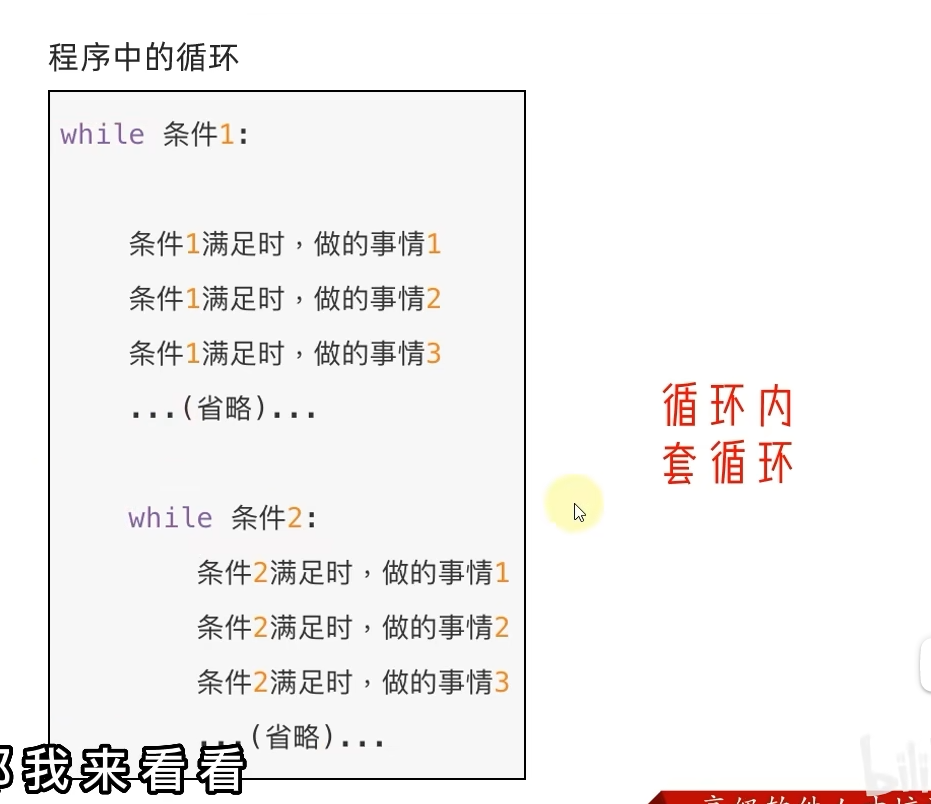 程序中的循环
while 条件1:
条件1满足时，做的事情1
条件1满足时，做的事情2
条件1满足时，做的事情3
...(省略)...
while 条件2:
条件2满足时，做的事情1
条件2满足时，做的事情2
条件2满足时，做的事情3
...(省略)...
循环内
套循环
我来看看
bili